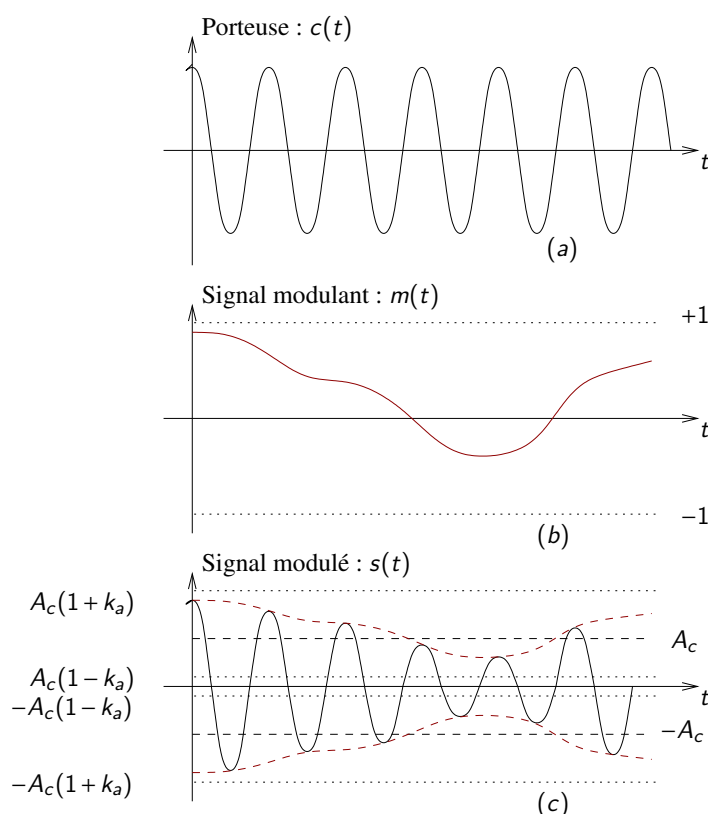 Porteuse : c(t)
t
(a)
Signal modulant : m(t)
+1
t
−1
(b)
Signal modulé : s(t)
A_c(1+k_a)
A_c
A_c(1−k_a)
t
−A_c(1−k_a)
−A_c
−A_c(1+k_a)
(c)